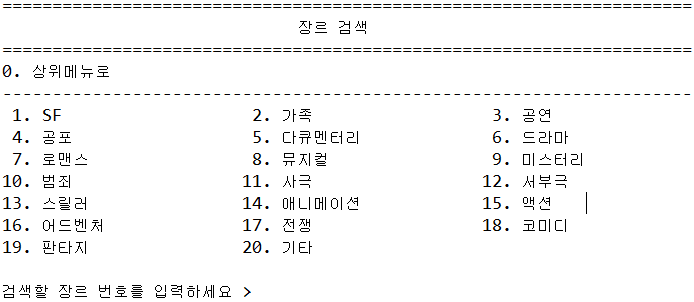 =====================================================================
장르 검색
=====================================================================
0. 상위메뉴로
---------------------------------------------------------------------
1. SF 2. 가족 3. 공연
4. 공포 5. 다큐멘터리 6. 드라마
7. 로맨스 8. 뮤지컬 9. 미스터리
10. 범죄 11. 사극 12. 서부극
13. 스릴러 14. 애니메이션 15. 액션
16. 어드벤처 17. 전쟁 18. 코미디
19. 판타지 20. 기타
검색할 장르 번호를 입력하세요 >